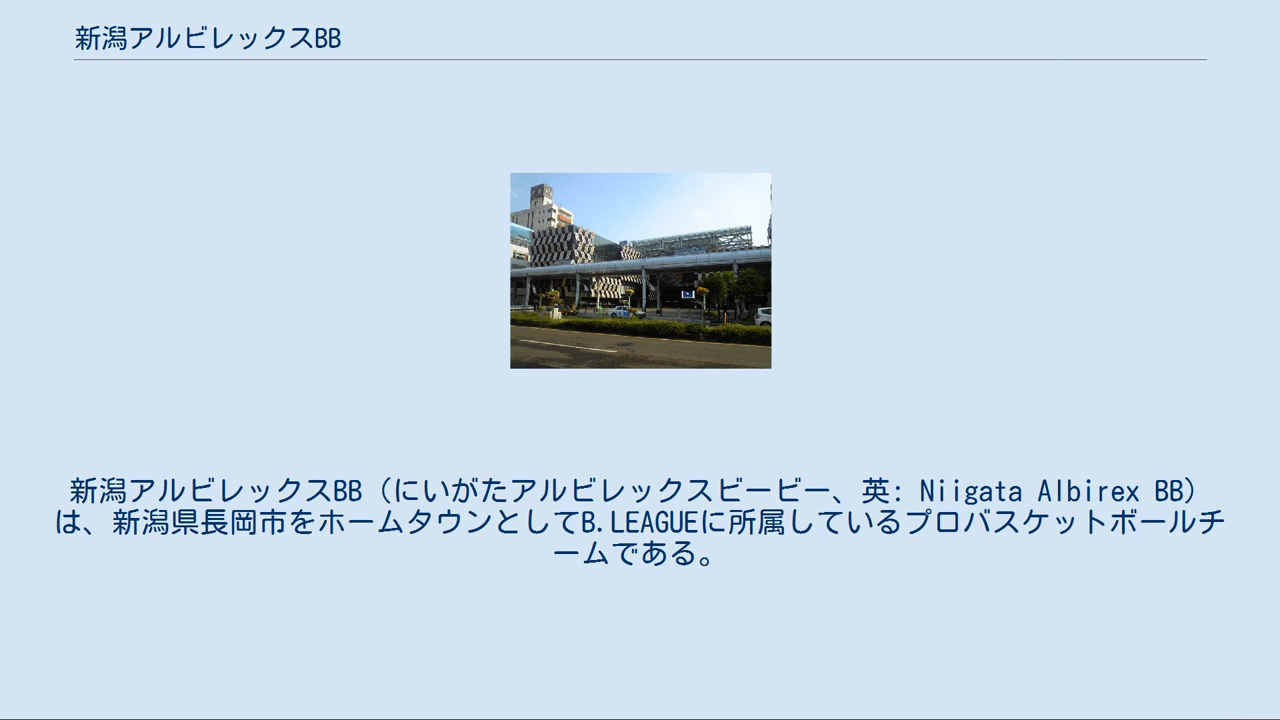 新潟アルビレックスBB
新潟アルビレックスBB（にいがたアルビレックスビービー、英: Niigata Albirex BB）
は、新潟県長岡市をホームタウンとしてB.LEAGUEに所属しているプロバスケットボールチ
ームである。